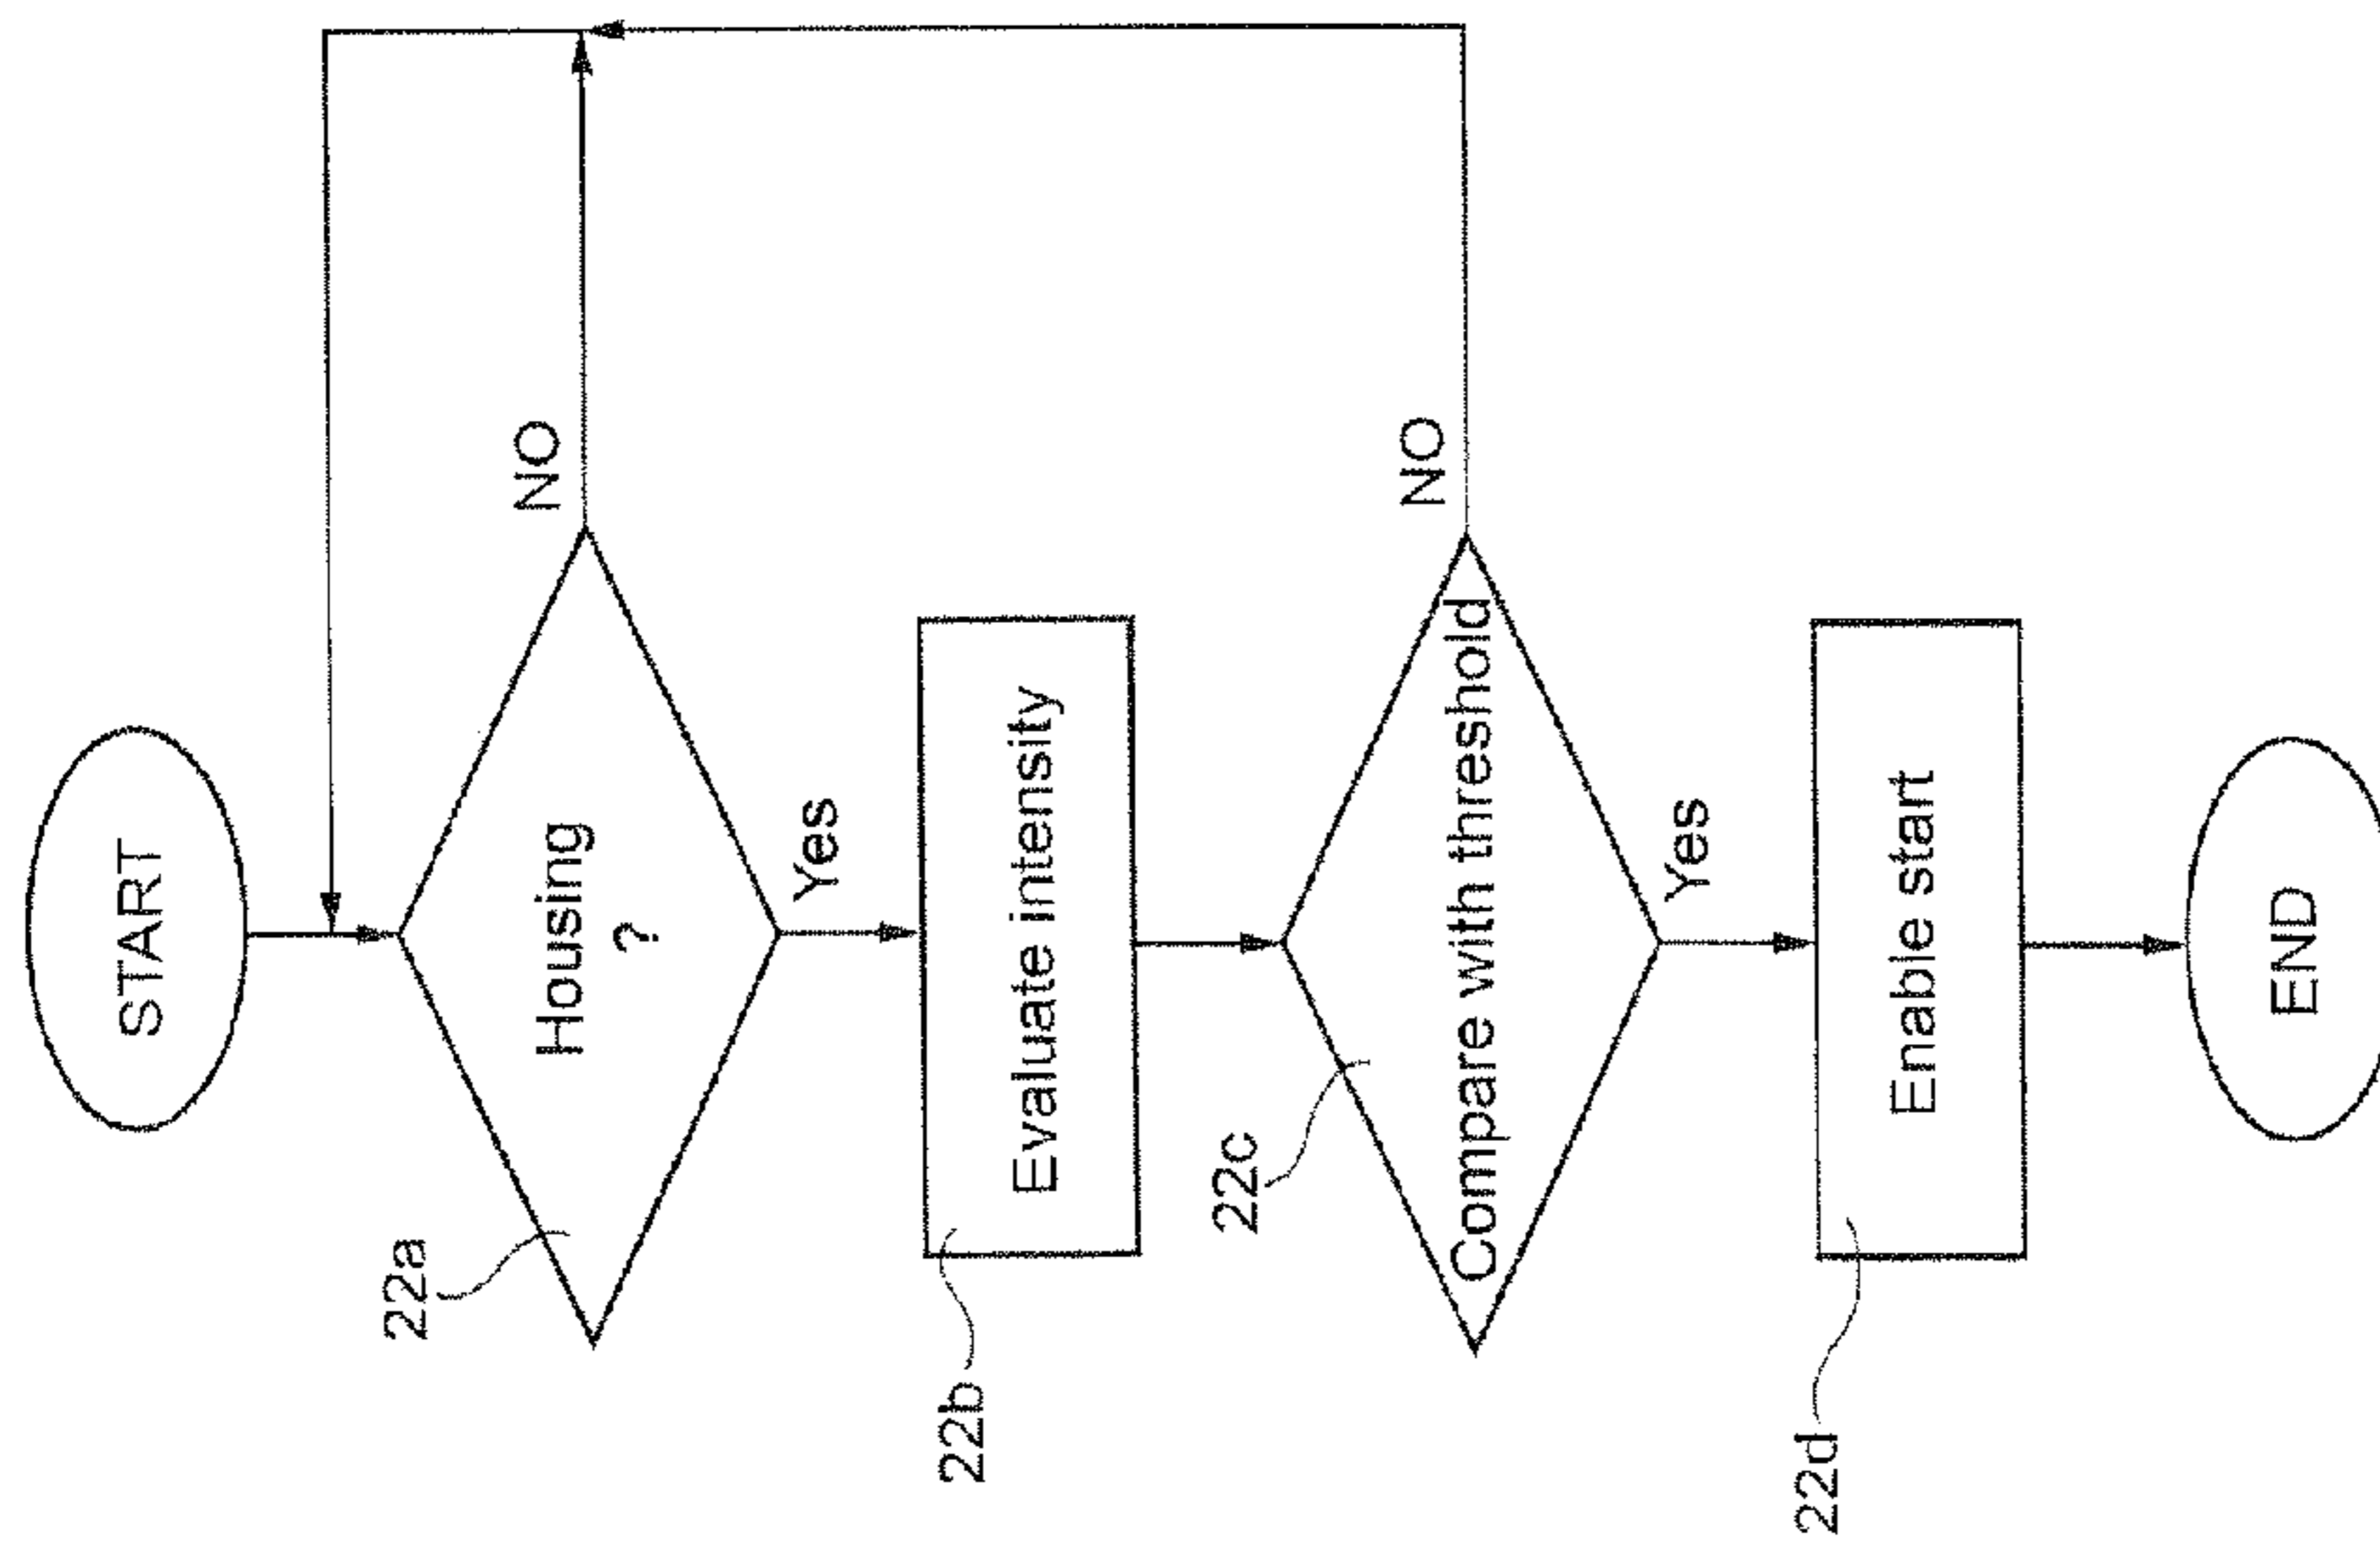 START
22a
Housing
?
NO
Yes
22b
Evaluate intensity
22c
Compare with threshold
NO
Yes
22d
Enable start
END